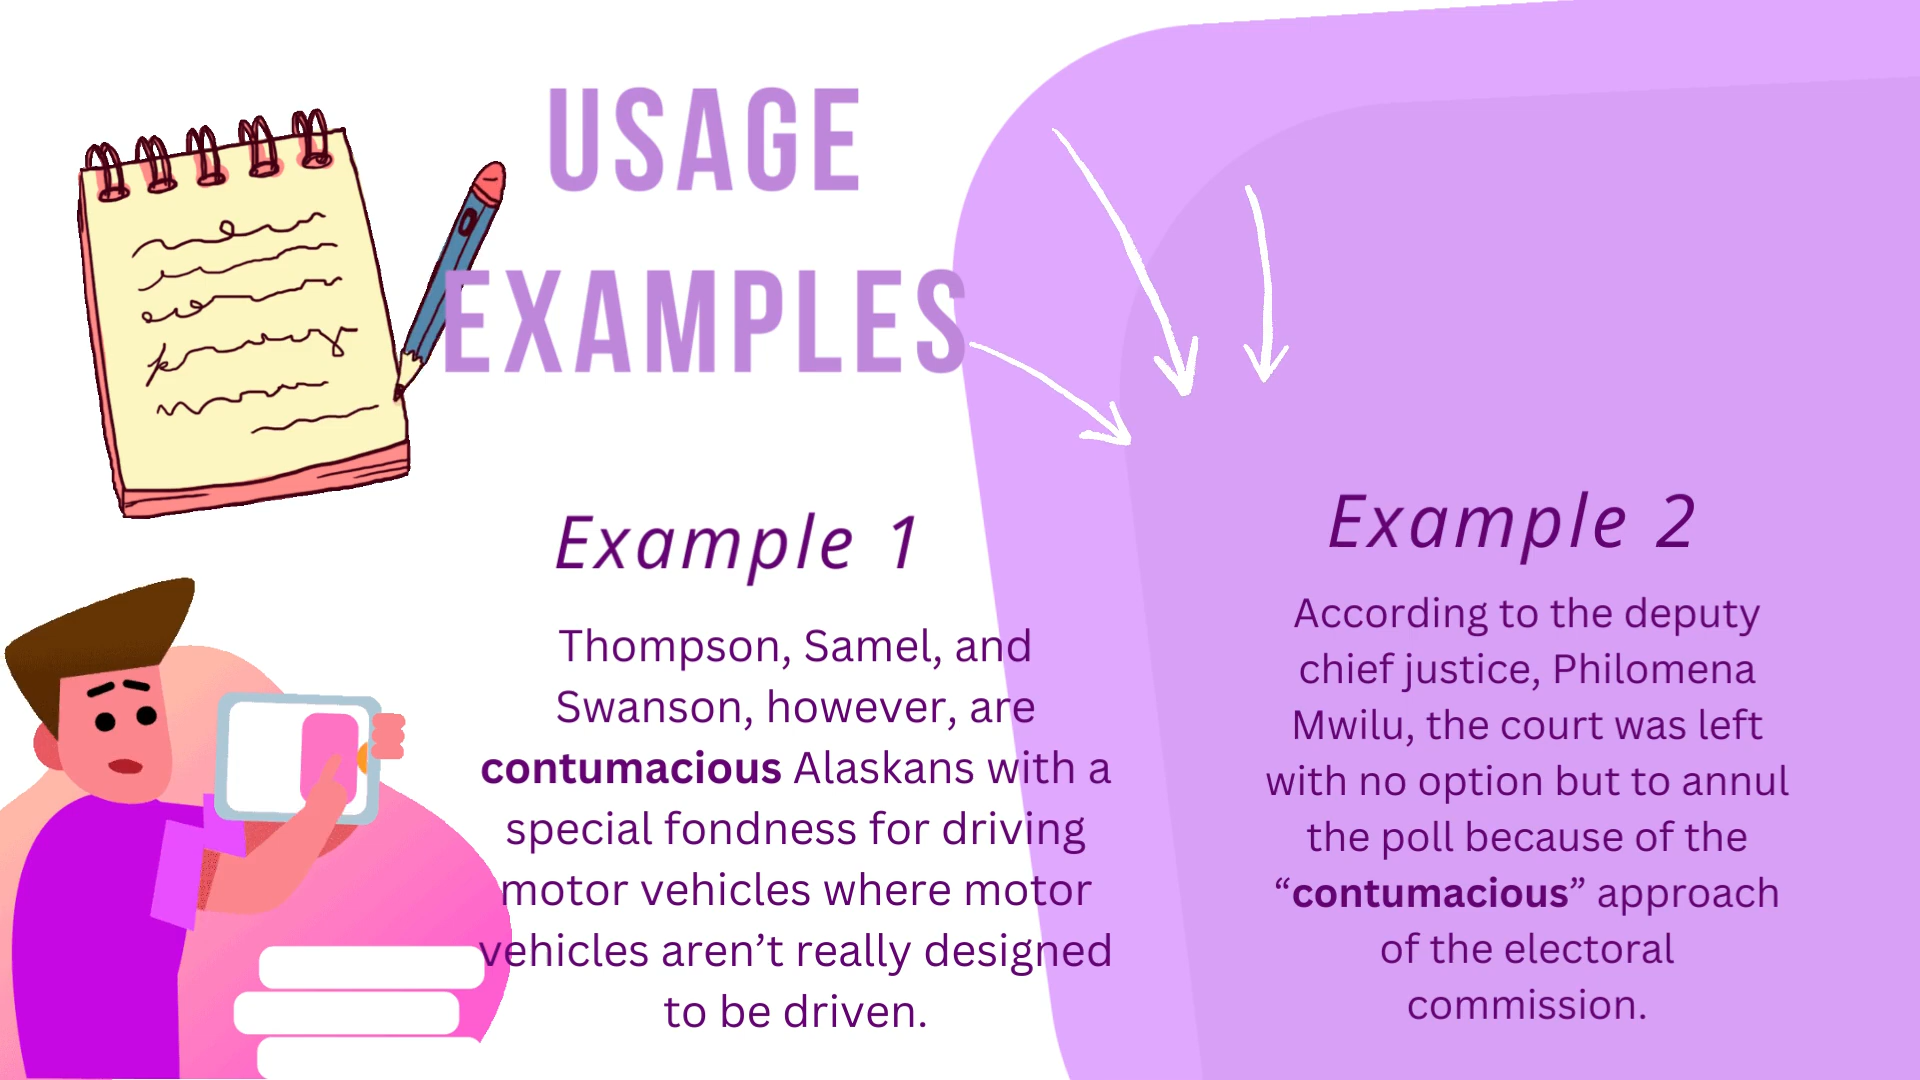 USAGE
EXAMPLES
Example 1
Thompson, Samel, and
Swanson, however, are
contumacious Alaskans with a
special fondness for driving
motor vehicles where motor
vehicles aren’t really designed
to be driven.
Example 2
According to the deputy
chief justice, Philomena
Mwilu, the court was left
with no option but to annul
the poll because of the
“contumacious” approach
of the electoral
commission.